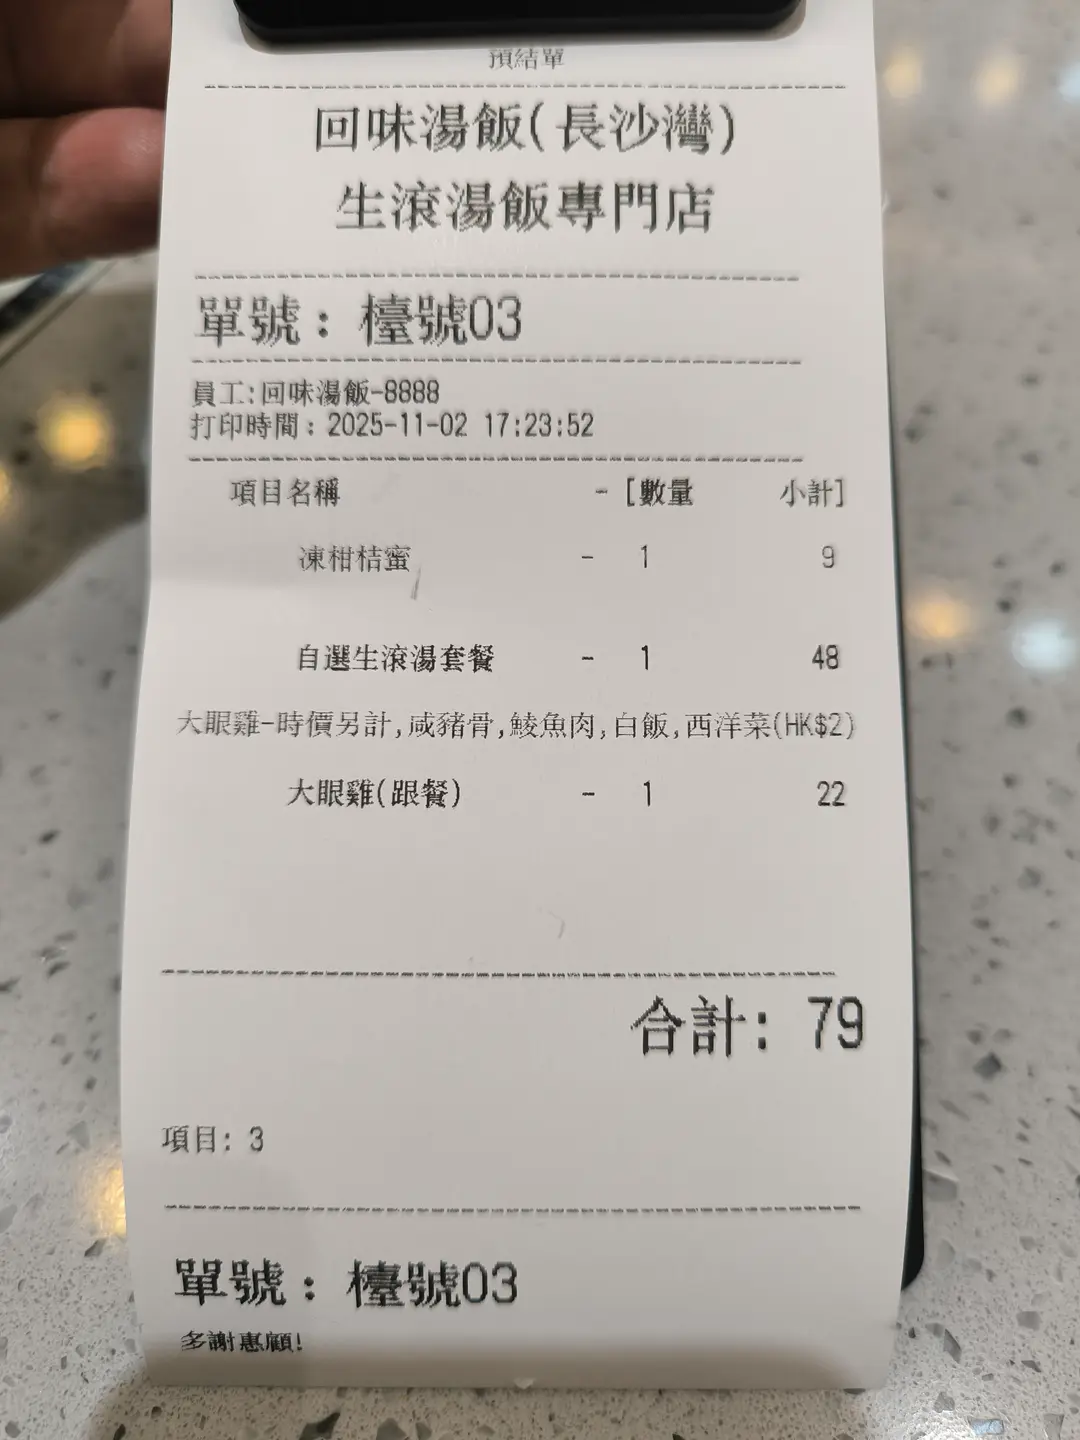 預結單
回味湯飯(長沙灣)
生滾湯飯專門店
單號：檯號03
員工:回味湯飯-8888
打印時間：2025-11-02 17:23:52
項目名稱 - [數量 小計]
凍柑桔蜜 - 1 9
自選生滾湯套餐 - 1 48
大眼雞-時價另計,咸豬骨,鯪魚肉,白飯,西洋菜(HK$2)
大眼雞(跟餐) - 1 22
合計: 79
項目: 3
單號：檯號03
多謝惠顧!